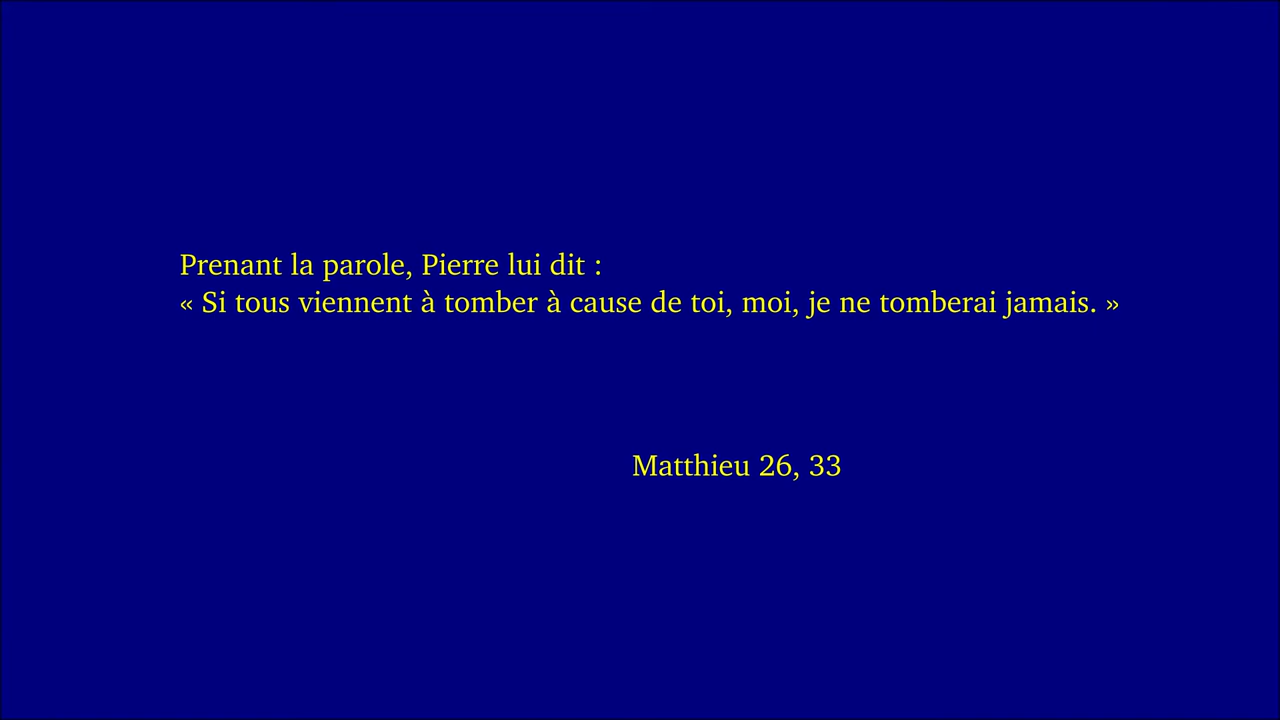 Prenant la parole, Pierre lui dit :
« Si tous viennent à tomber à cause de toi, moi, je ne tomberai jamais. »
Matthieu 26, 33